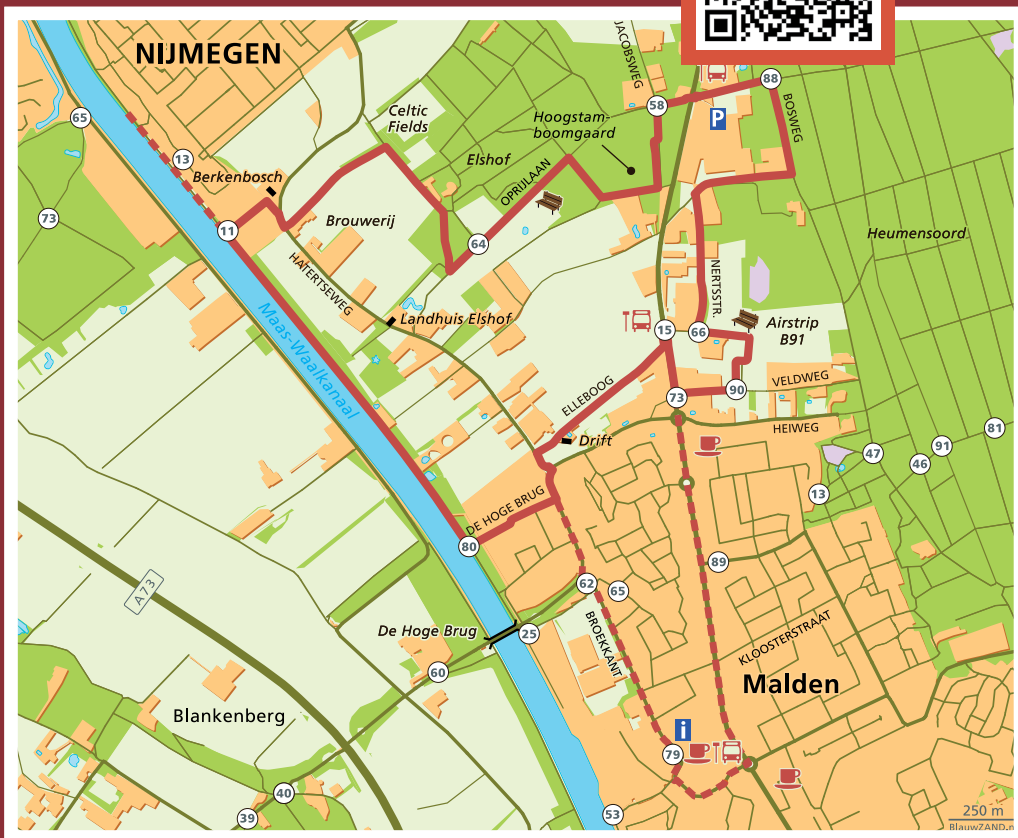 NIJMEGEN
JACOBSWEG
88
65
58
P
BOSWEG
Celtic
Fields
Hoogstam-
boomgaard
13
Elshof
OPRIJLAAN
Berkenbosch
73
11
Brouwerij
64
Heumensoord
HATERTSEWEG
NERTSSTR.
Maas-Waalkanaal
Landhuis Elshof
15
66
Airstrip
B91
ELLEBOOG
VELDWEG
73
90
HEIWEG
Drift
81
91
47
46
13
DE HOGE BRUG
80
89
A73
62
65
BROEKKANT
De Hoge Brug
25
KLOOSTERSTRAAT
60
Malden
Blankenberg
i
79
40
39
53
250 m